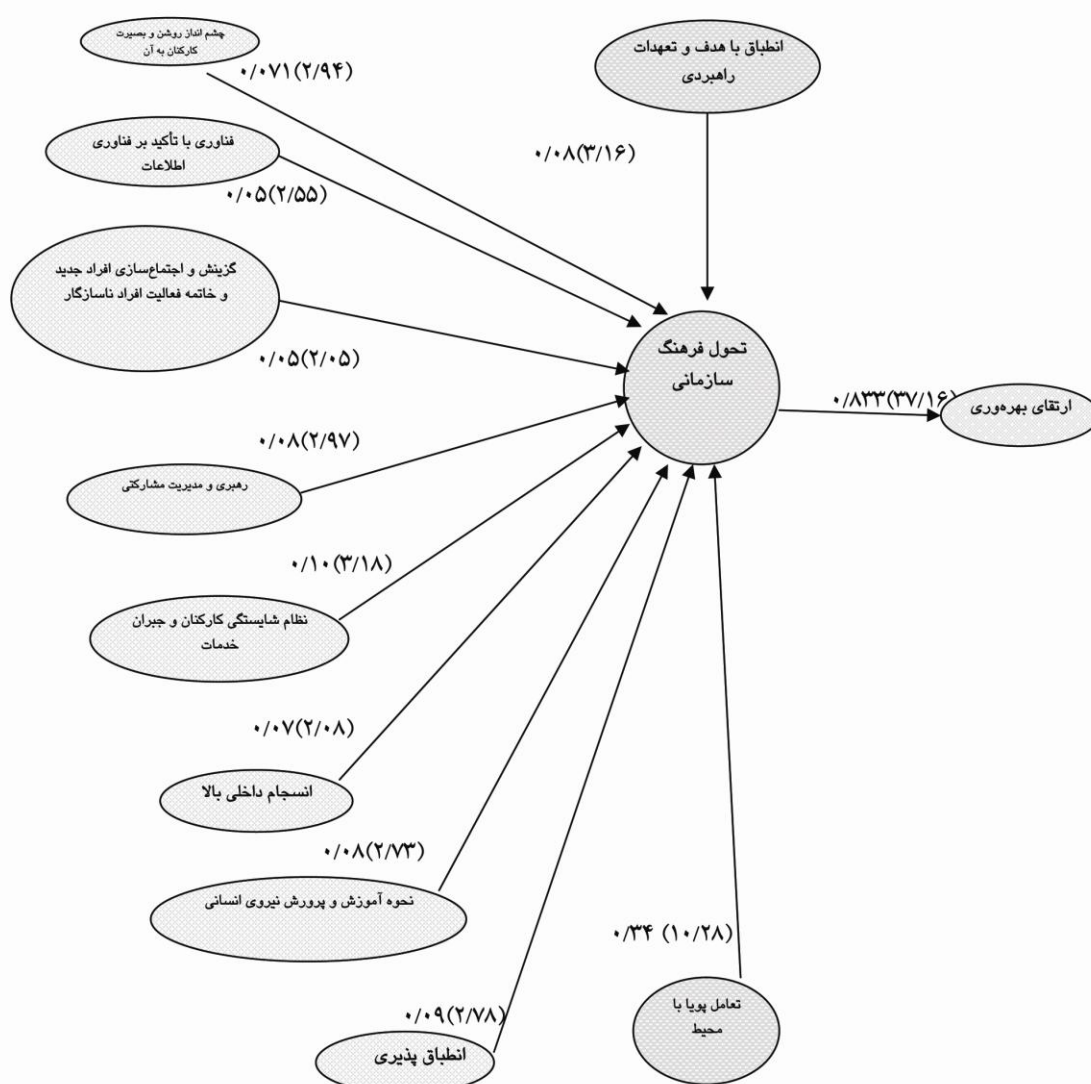 چشم انداز روشن و بصیرت
کارکنان به آن
۰/۰۷۱(۲/۹۴)
انطباق با هدف و تعهدات
راهبردی
۰/۰۸(۳/۱۶)
فناوری با تأکید بر فناوری
اطلاعات
۰/۰۵(۲/۵۵)
گزینش و اجتماع‌سازی افراد جدید
و خاتمه فعالیت افراد ناسازگار
۰/۰۵(۲/۰۵)
تحول فرهنگ
سازمانی
۰/۸۳۳(۳۷/۱۶)
ارتقای بهره‌وری
۰/۰۸(۲/۹۷)
رهبری و مدیریت مشارکتی
۰/۱۰(۳/۱۸)
نظام شایستگی کارکنان و جبران
خدمات
۰/۰۷(۲/۰۸)
انسجام داخلی بالا
۰/۰۸(۲/۷۳)
نحوه آموزش و پرورش نیروی انسانی
۰/۳۴ (۱۰/۲۸)
تعامل پویا با
محیط
۰/۰۹(۲/۷۸)
انطباق پذیری